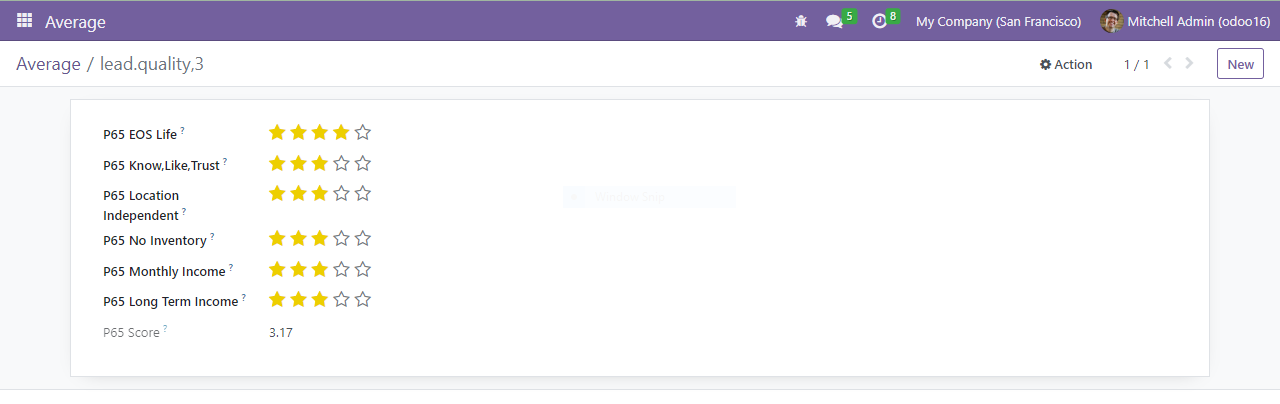 Average
5
8
My Company (San Francisco)
Mitchell Admin (odoo16)
Average / lead.quality,3
Action
1 / 1
New
P65 EOS Life ?
P65 Know,Like,Trust ?
P65 Location
Independent ?
P65 No Inventory ?
P65 Monthly Income ?
P65 Long Term Income ?
P65 Score ?
3.17